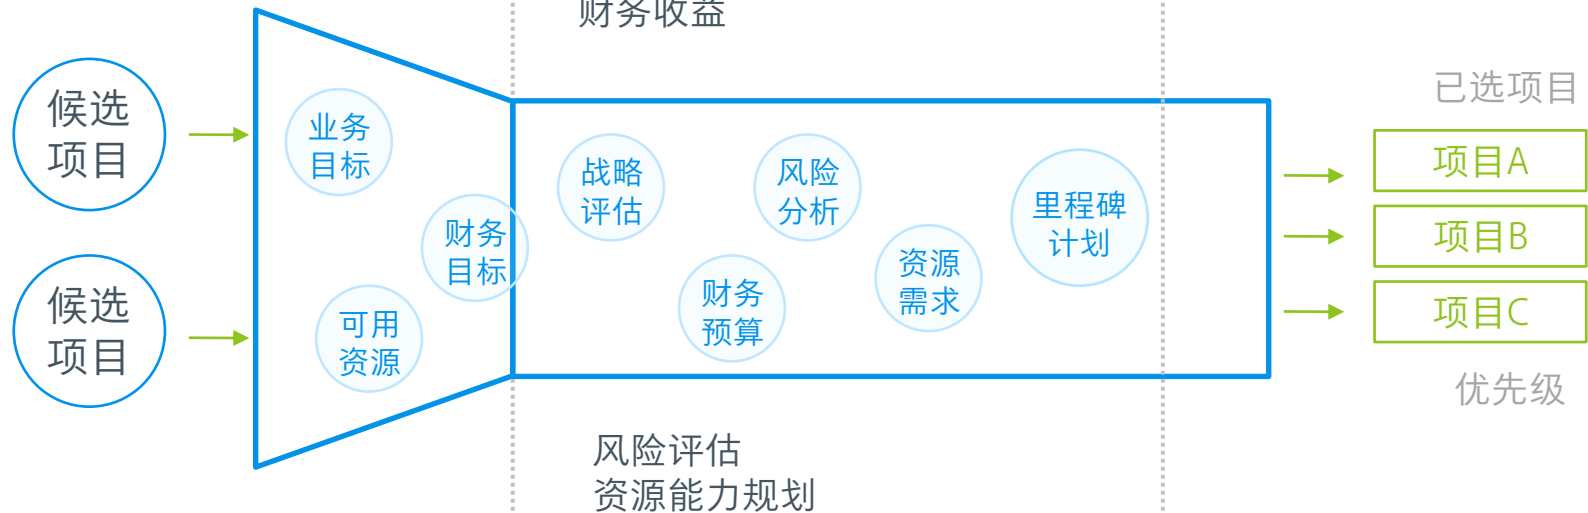 财务收益
候选
项目
候选
项目
业务
目标
财务
目标
可用
资源
战略
评估
财务
预算
风险
分析
资源
需求
里程碑
计划
已选项目
项目A
项目B
项目C
优先级
风险评估
资源能力规划